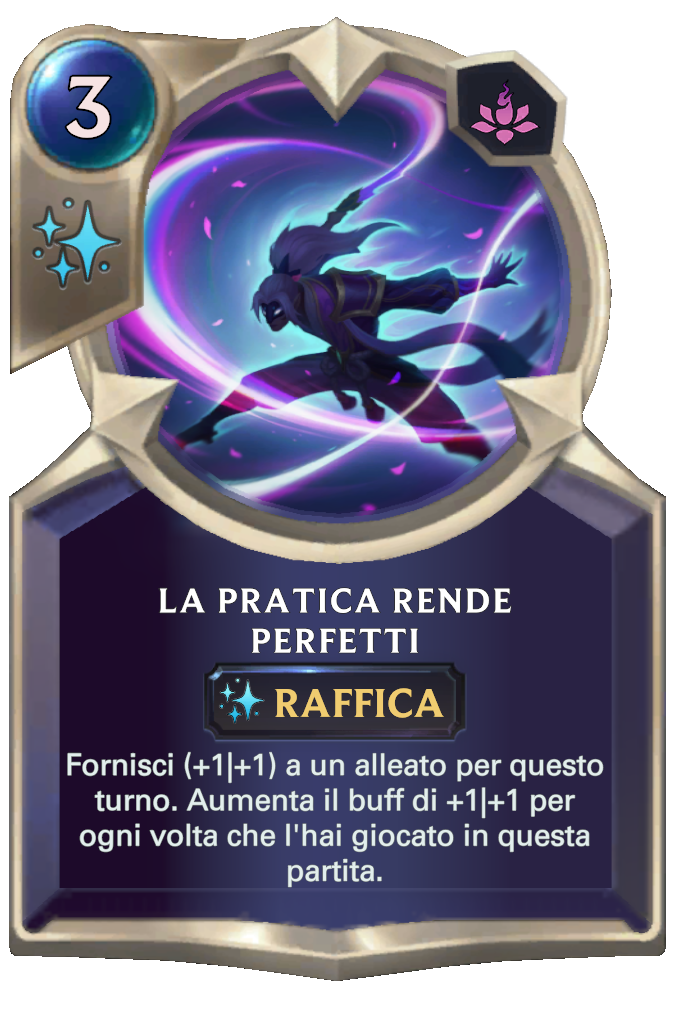 3
LA PRATICA RENDE
PERFETTI
RAFFICA
Fornisci (+1|+1) a un alleato per questo
turno. Aumenta il buff di +1|+1 per
ogni volta che l'hai giocato in questa
partita.